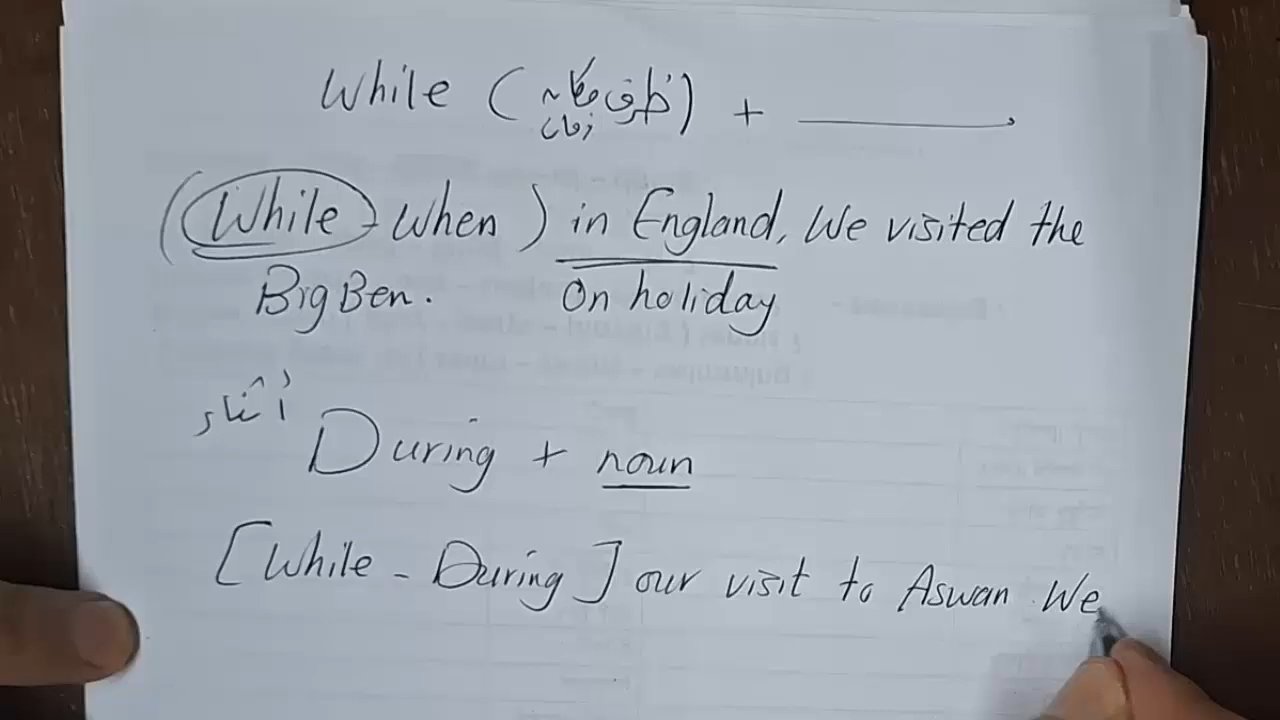 While (ظرف مكان) + ______
زمان
(While - When) in England, We visited the
Big Ben. On holiday
أثناء
During + noun
[While - During] our visit to Aswan We